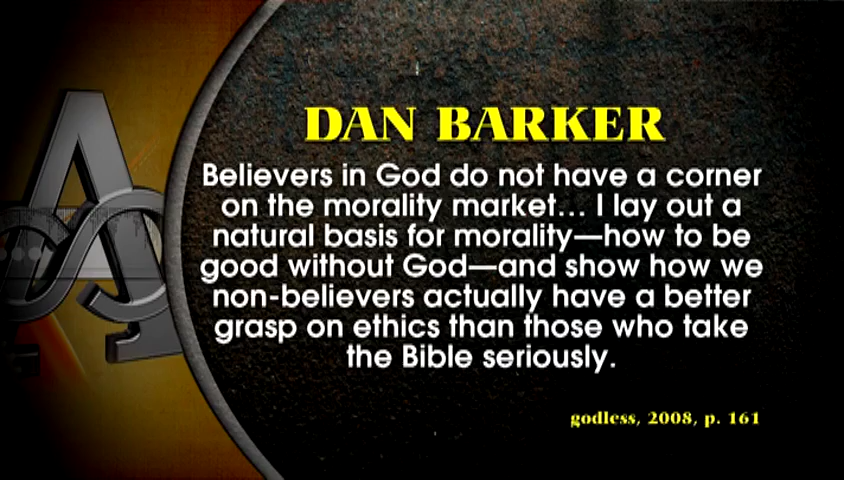 DAN BARKER
Believers in God do not have a corner
on the morality market... I lay out a
natural basis for morality—how to be
good without God—and show how we
non-believers actually have a better
grasp on ethics than those who take
the Bible seriously.
godless, 2008, p. 161